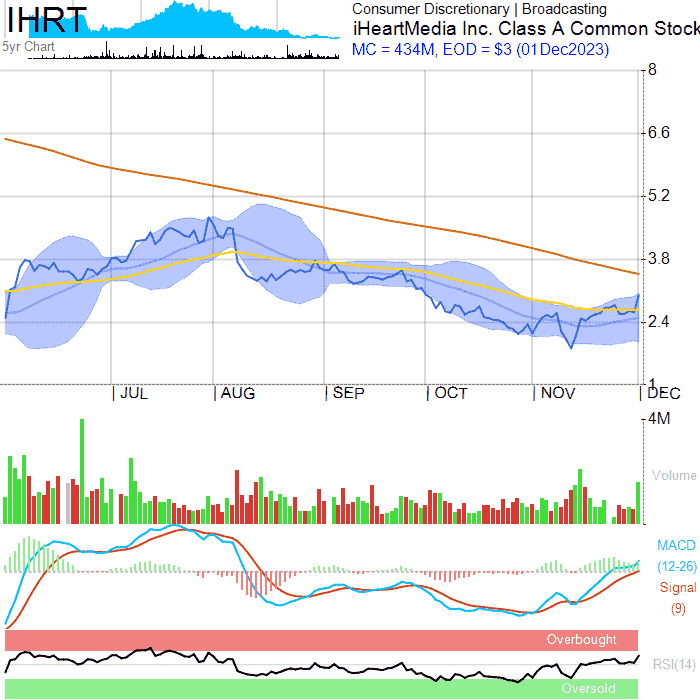 IHRT
5yr Chart
Consumer Discretionary | Broadcasting
iHeartMedia Inc. Class A Common Stock
MC = 434M, EOD = $3 (01Dec2023)
8
6.6
5.2
3.8
2.4
1
JUL AUG SEP OCT NOV DEC
4M
Volume
MACD
(12-26)
Signal
(9)
Overbought
RSI(14)
Oversold